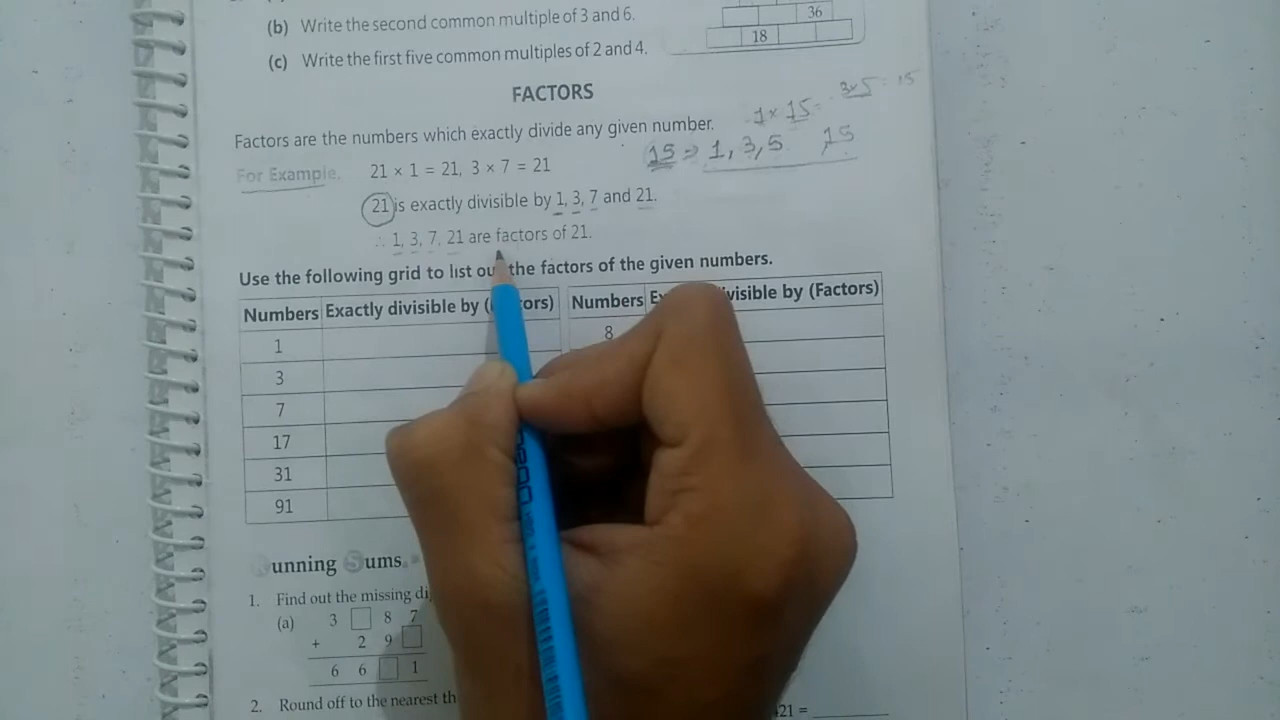 (b) Write the second common multiple of 3 and 6.
36
(c) Write the first five common multiples of 2 and 4.
18
FACTORS
3×5 = 15
1 × 15 =
Factors are the numbers which exactly divide any given number.
15 ⇒ 1, 3, 5 15
For Example. 21 × 1 = 21, 3 × 7 = 21
21 is exactly divisible by 1, 3, 7 and 21.
∴ 1, 3, 7, 21 are factors of 21.
Use the following grid to list out the factors of the given numbers.
Numbers Exactly divisible by ( Numbers visible by (Factors)
1 8
3
7
17
31
91
Running Sums.
1. Find out the missing di
(a) 3 □ 8 7
+ 2 9 □
6 6 □ 1
2. Round off to the nearest th
21 =